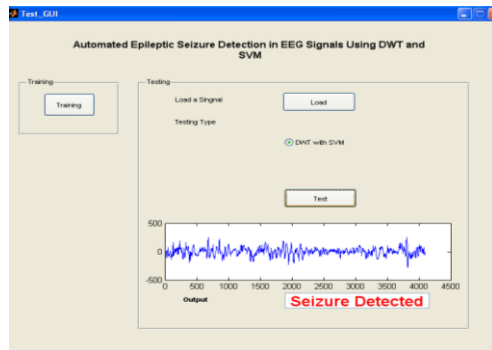 Test_GUI
Automated Epileptic Seizure Detection in EEG Signals Using DWT and
SVM
Training
Training
Testing
Load a Singnal
Load
Testing Type
DWT with SVM
Test
500
0
-500
0 500 1000 1500 2000 2500 3000 3500 4000 4500
Output
Seizure Detected